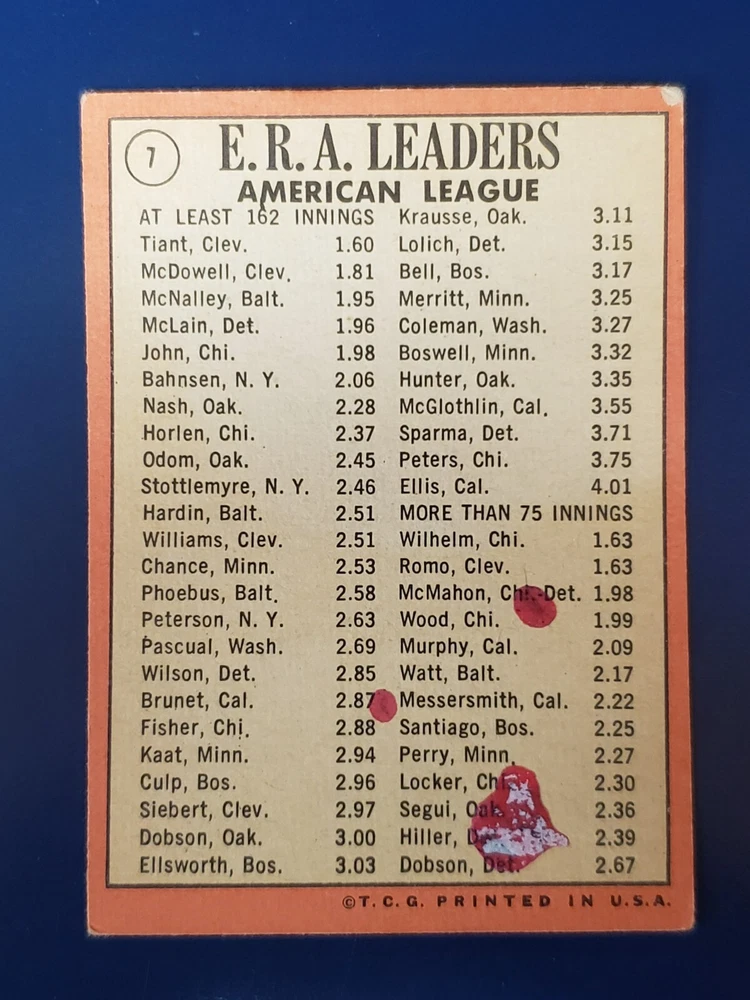 7
E.R.A. LEADERS
AMERICAN LEAGUE
AT LEAST 162 INNINGS
Tiant, Clev. 1.60
McDowell, Clev. 1.81
McNalley, Balt. 1.95
McLain, Det. 1.96
John, Chi. 1.98
Bahnsen, N. Y. 2.06
Nash, Oak. 2.28
Horlen, Chi. 2.37
Odom, Oak. 2.45
Stottlemyre, N. Y. 2.46
Hardin, Balt. 2.51
Williams, Clev. 2.51
Chance, Minn. 2.53
Phoebus, Balt. 2.58
Peterson, N. Y. 2.63
Pascual, Wash. 2.69
Wilson, Det. 2.85
Brunet, Cal. 2.87
Fisher, Chi. 2.88
Kaat, Minn. 2.94
Culp, Bos. 2.96
Siebert, Clev. 2.97
Dobson, Oak. 3.00
Ellsworth, Bos. 3.03
Krausse, Oak. 3.11
Lolich, Det. 3.15
Bell, Bos. 3.17
Merritt, Minn. 3.25
Coleman, Wash. 3.27
Boswell, Minn. 3.32
Hunter, Oak. 3.35
McGlothlin, Cal. 3.55
Sparma, Det. 3.71
Peters, Chi. 3.75
Ellis, Cal. 4.01
MORE THAN 75 INNINGS
Wilhelm, Chi. 1.63
Romo, Clev. 1.63
McMahon, Chi.-Det. 1.98
Wood, Chi. 1.99
Murphy, Cal. 2.09
Watt, Balt. 2.17
Messersmith, Cal. 2.22
Santiago, Bos. 2.25
Perry, Minn. 2.27
Locker, Chi. 2.30
Segui, Oak. 2.36
Hiller, 2.39
Dobson, Det. 2.67
©T.C.G. PRINTED IN U.S.A.